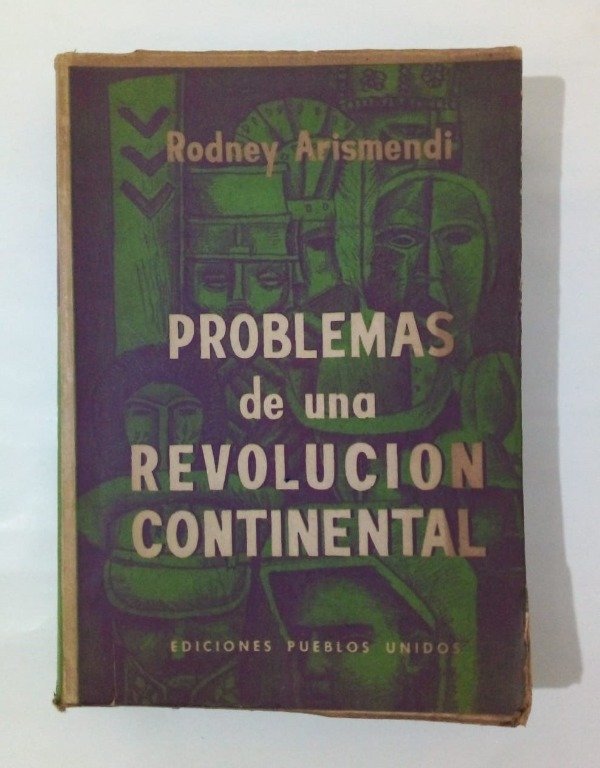 Rodney Arismendi
PROBLEMAS
de una
REVOLUCION
CONTINENTAL
EDICIONES PUEBLOS UNIDOS